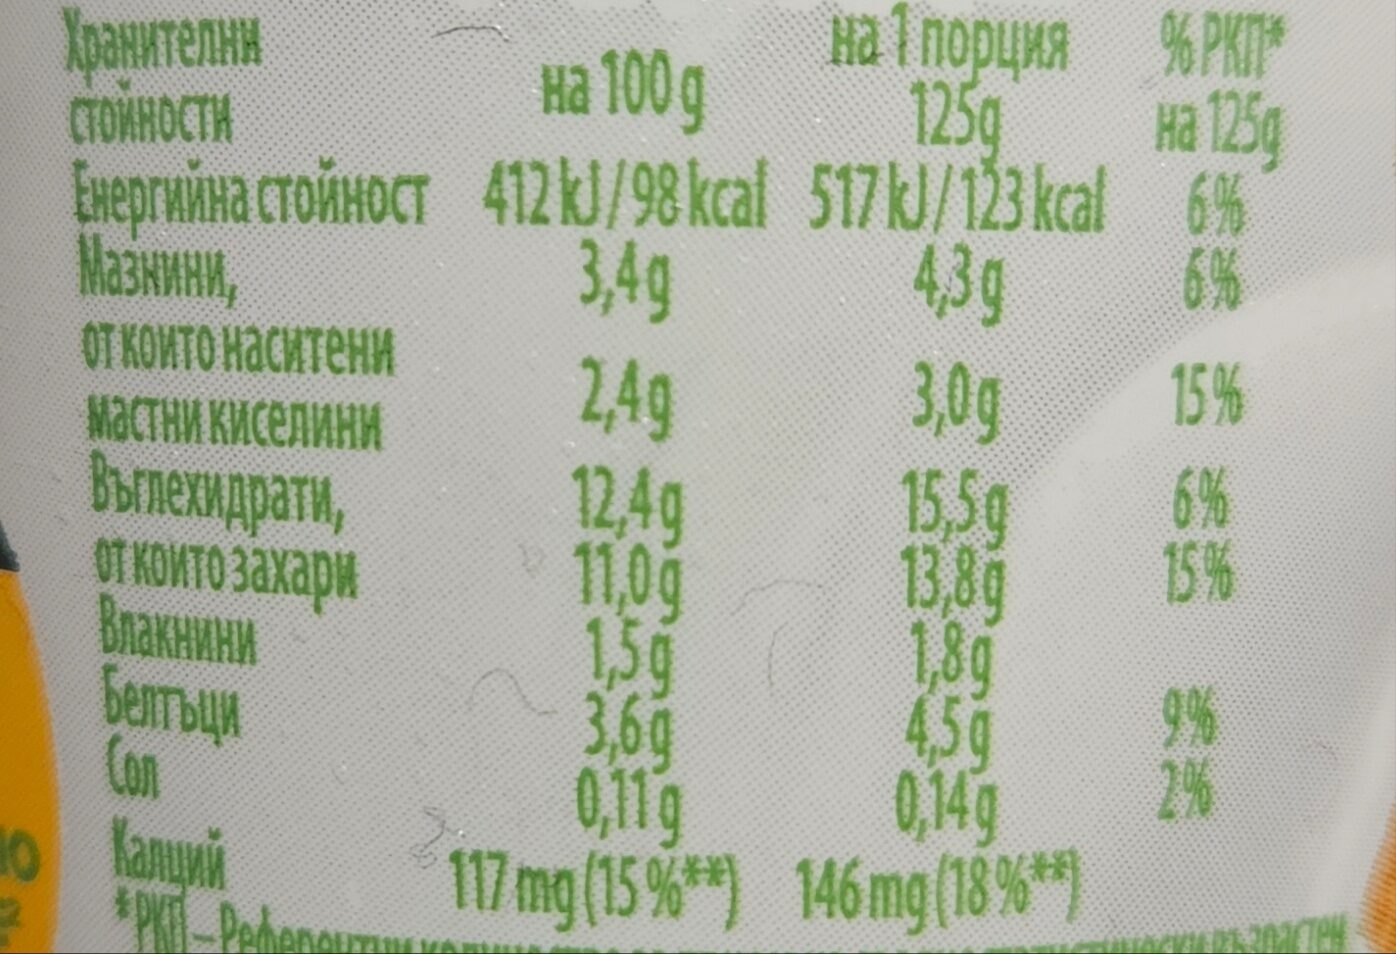 Хранителни на 1 порция % РКП*
стойности на 100 g 125g на 125g
Енергийна стойност 412 kJ/98 kcal 517 kJ/123 kcal 6%
Мазнини, 3,4g 4,3g 6%
от които наситени
мастни киселини 2,4g 3,0g 15%
Въглехидрати, 12,4g 15,5g 6%
от които захари 11,0g 13,8g 15%
Влакнини 1,5g 1,8g
Белтъци 3,6g 4,5g 9%
Сол 0,11g 0,14g 2%
Калций 117 mg (15%**) 146 mg (18%**)
*РКП – Референтни